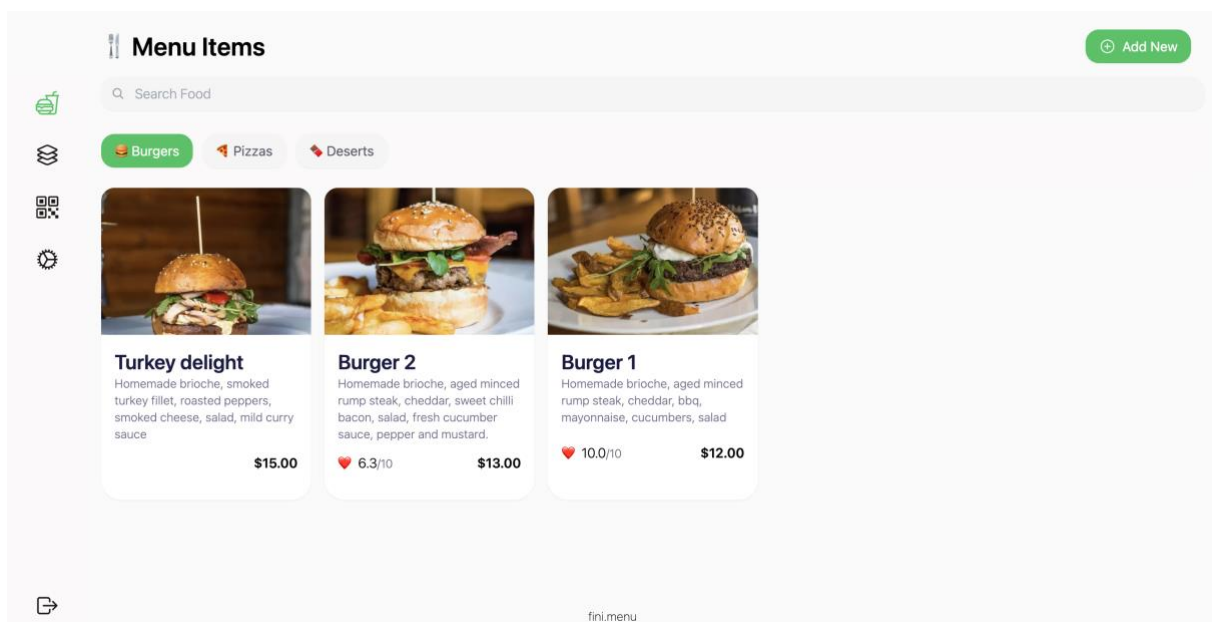 Menu Items
Add New
Search Food
Burgers
Pizzas
Deserts
Turkey delight
Homemade brioche, smoked
turkey fillet, roasted peppers,
smoked cheese, salad, mild curry
sauce
$15.00
Burger 2
Homemade brioche, aged minced
rump steak, cheddar, sweet chilli
bacon, salad, fresh cucumber
sauce, pepper and mustard.
6.3/10
$13.00
Burger 1
Homemade brioche, aged minced
rump steak, cheddar, bbq,
mayonnaise, cucumbers, salad
10.0/10
$12.00
fini.menu